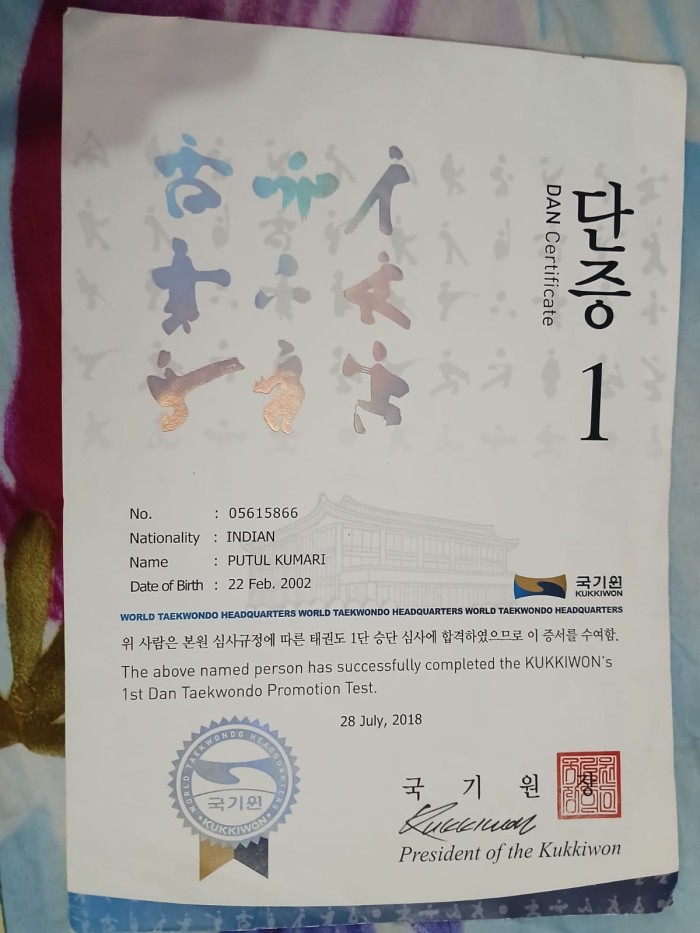 단증
DAN Certificate
1
No. : 05615866
Nationality : INDIAN
Name : PUTUL KUMARI
Date of Birth : 22 Feb. 2002
국기원
KUKKIWON
WORLD TAEKWONDO HEADQUARTERS WORLD TAEKWONDO HEADQUARTERS WORLD TAEKWONDO HEADQUARTERS
위 사람은 본원 심사규정에 따른 태권도 1단 승단 심사에 합격하였으므로 이 증서를 수여함.
The above named person has successfully completed the KUKKIWON's
1st Dan Taekwondo Promotion Test.
28 July, 2018
WORLD TAEKWONDO HEADQUARTERS
국기원
KUKKIWON
국 기 원 장
Kukkiwon
President of the Kukkiwon